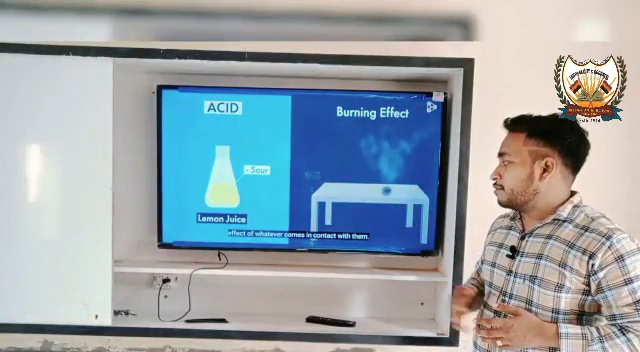 ACID
Burning Effect
- Sour
Lemon Juice
effect of whatever comes in contact with them.